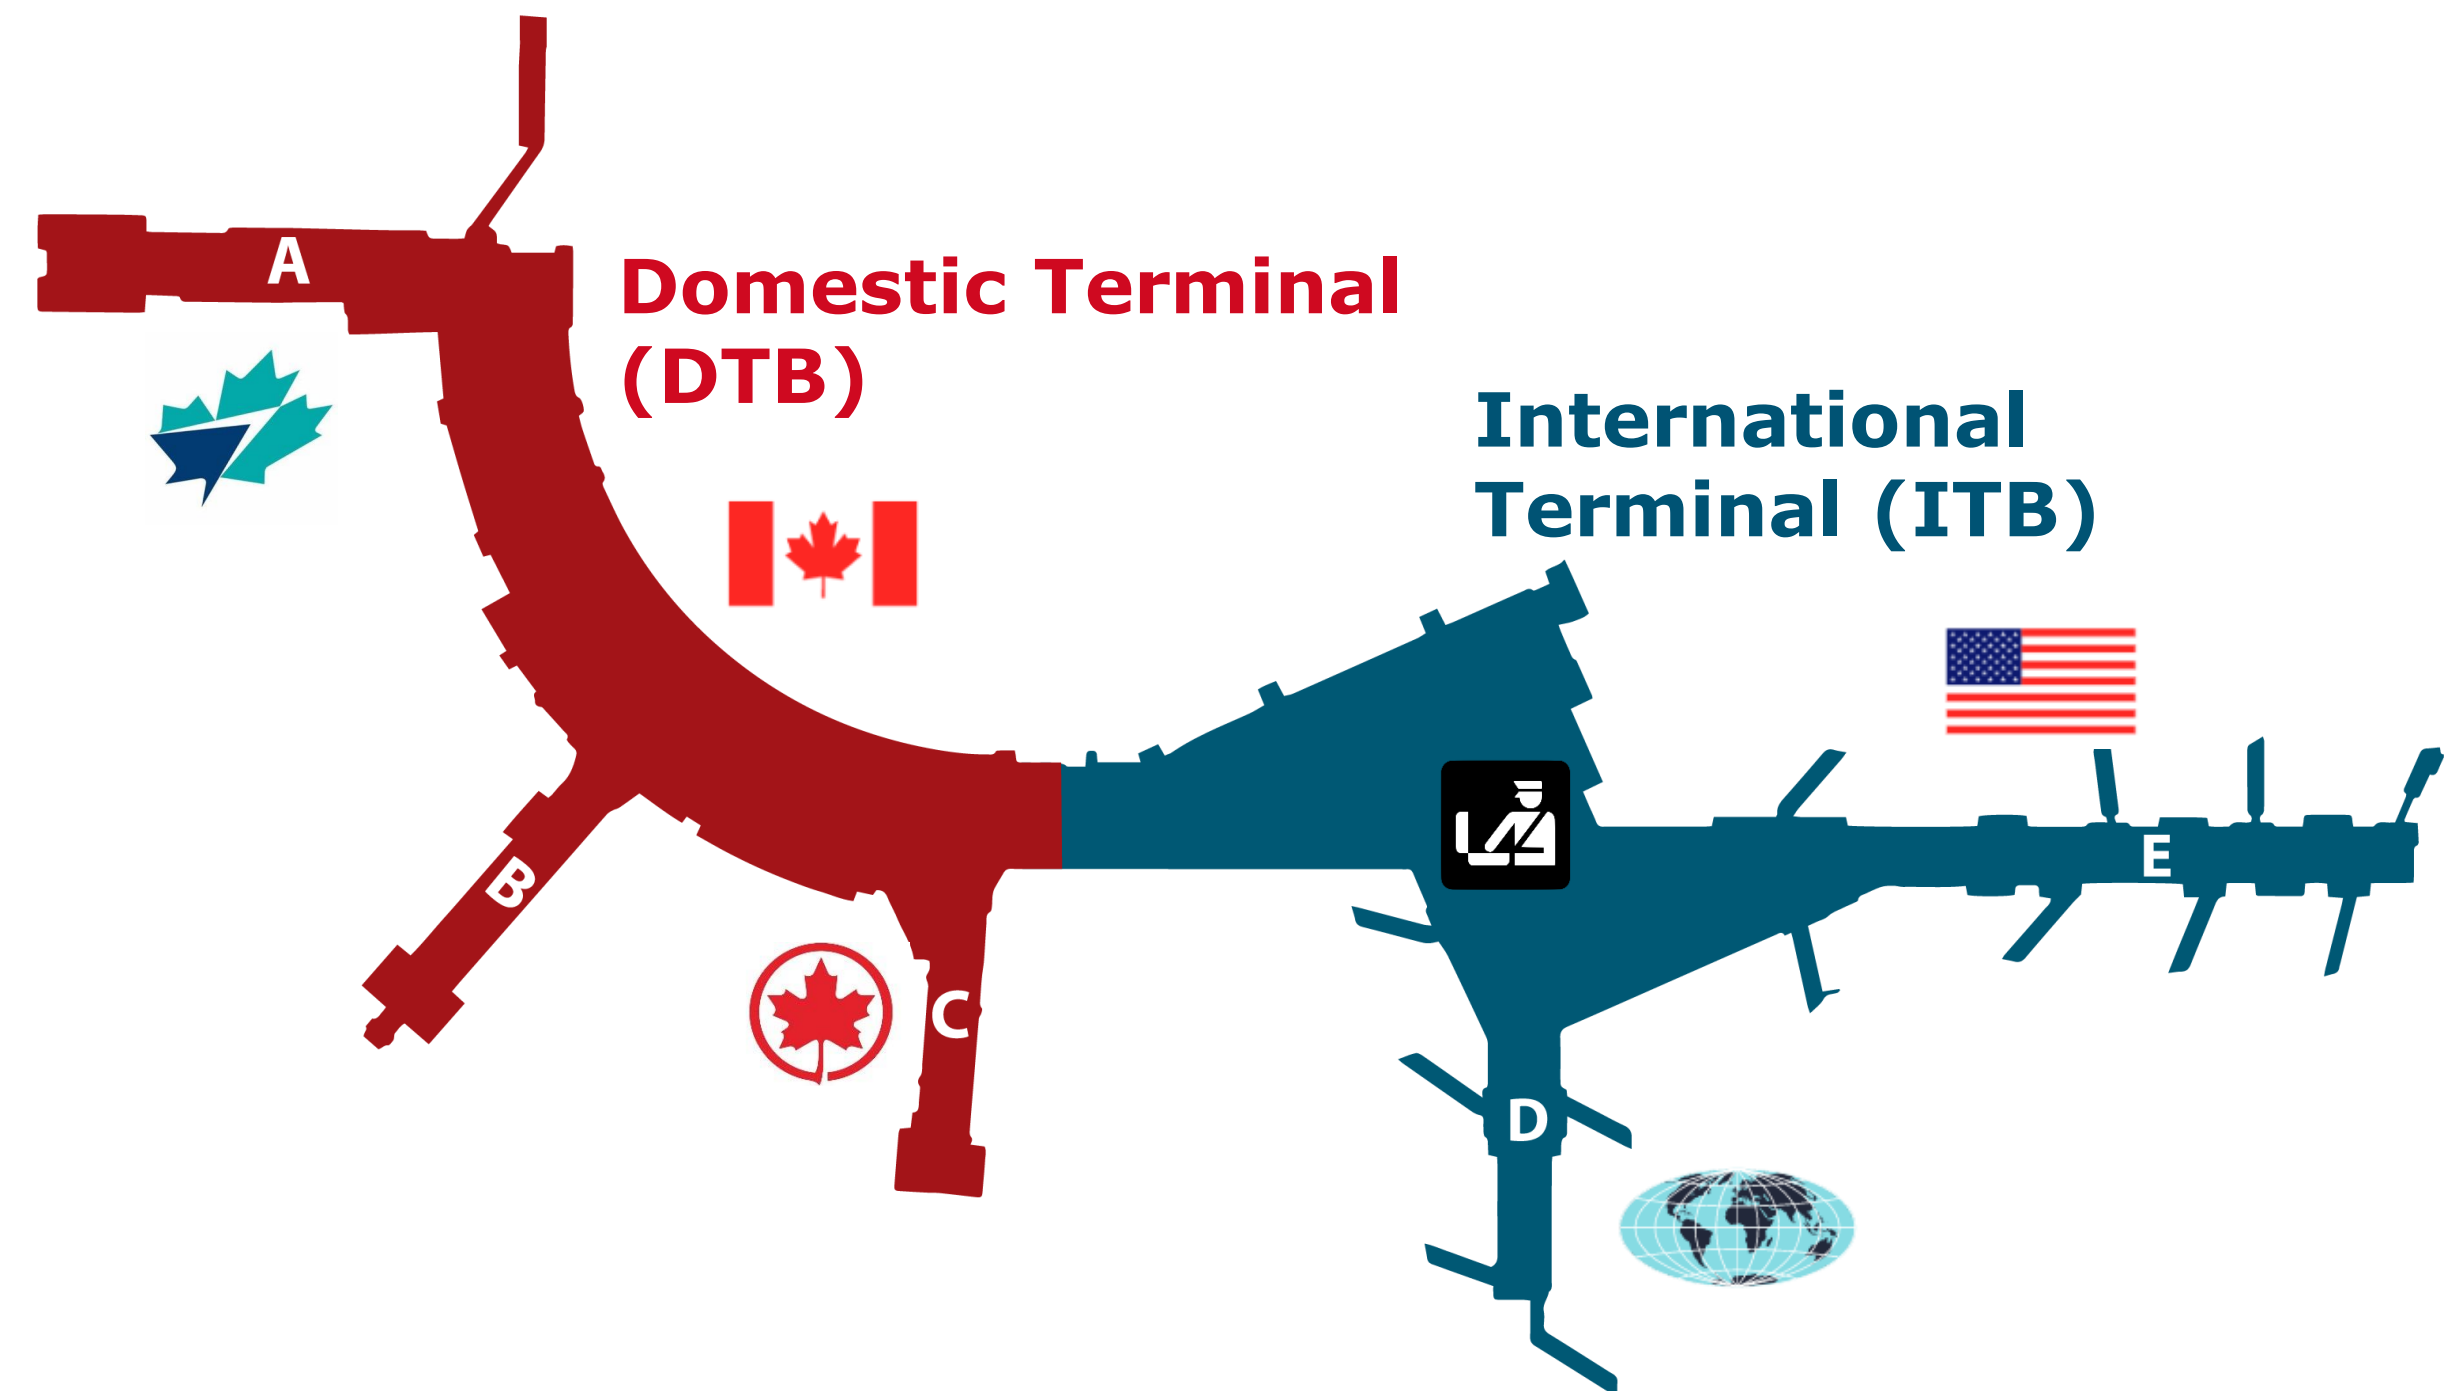 A
Domestic Terminal
(DTB)
International
Terminal (ITB)
E
B
C
D